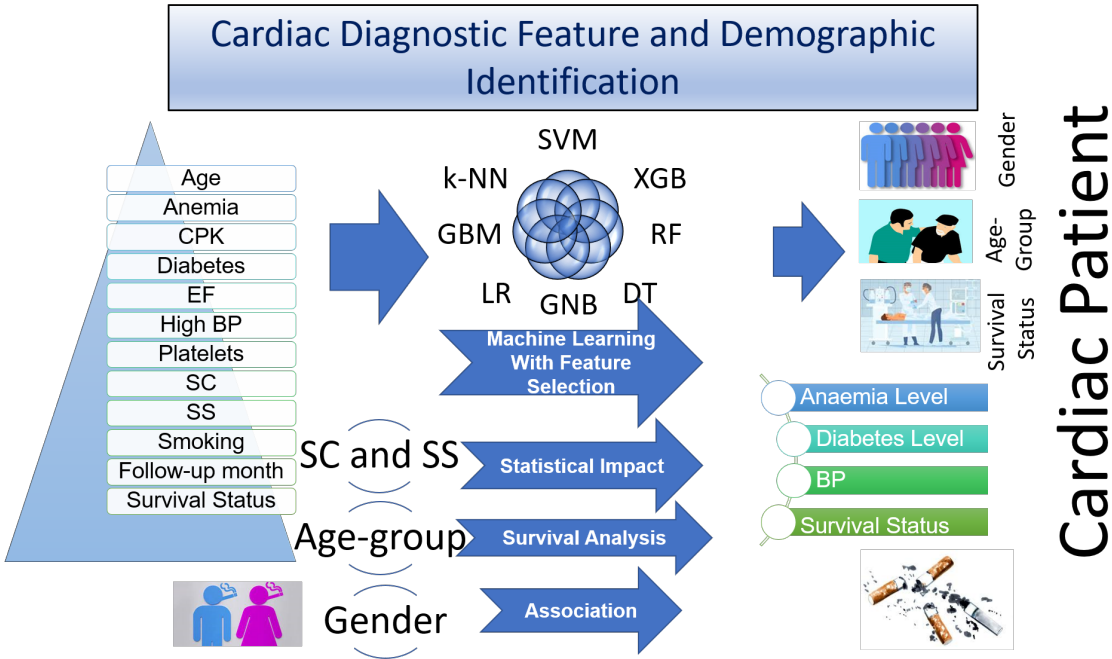 Cardiac Diagnostic Feature and Demographic
Identification
Age
Anemia
CPK
Diabetes
EF
High BP
Platelets
SC
SS
Smoking
Follow-up month
Survival Status
SVM
k-NN
XGB
GBM
RF
LR
GNB
DT
Machine Learning
With Feature
Selection
SC and SS
Statistical Impact
Age-group
Survival Analysis
Gender
Association
Gender
Age-
Group
Survival
Status
Anaemia Level
Diabetes Level
BP
Survival Status
Cardiac Patient